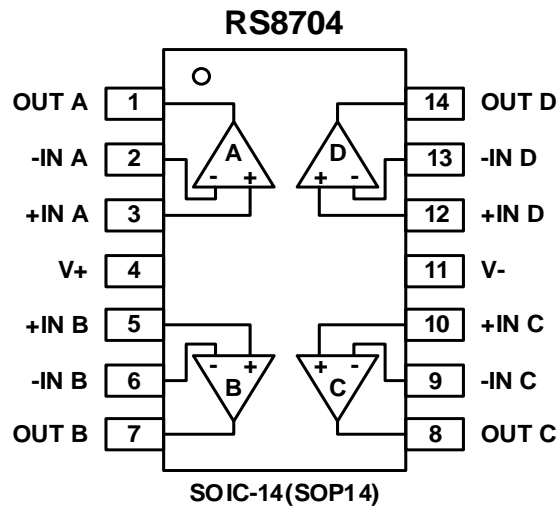 RS8704
OUT A 1 14 OUT D
-IN A 2 A D 13 -IN D
- + + -
+IN A 3 12 +IN D
V+ 4 11 V-
+IN B 5 10 +IN C
- + + -
-IN B 6 B C 9 -IN C
OUT B 7 8 OUT C
SOIC-14(SOP14)